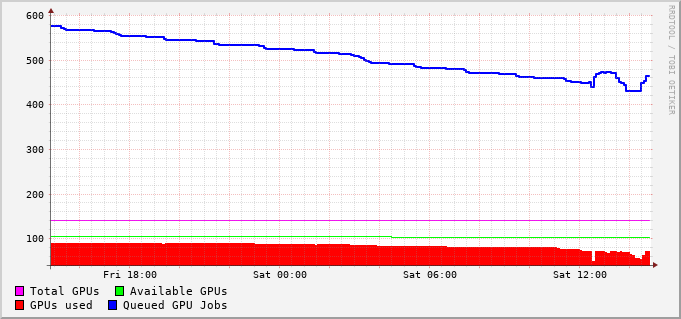 600
500
400
300
200
100
Fri 18:00 Sat 00:00 Sat 06:00 Sat 12:00
Total GPUs Available GPUs
GPUs used Queued GPU Jobs
RRDTOOL / TOBI OETIKER